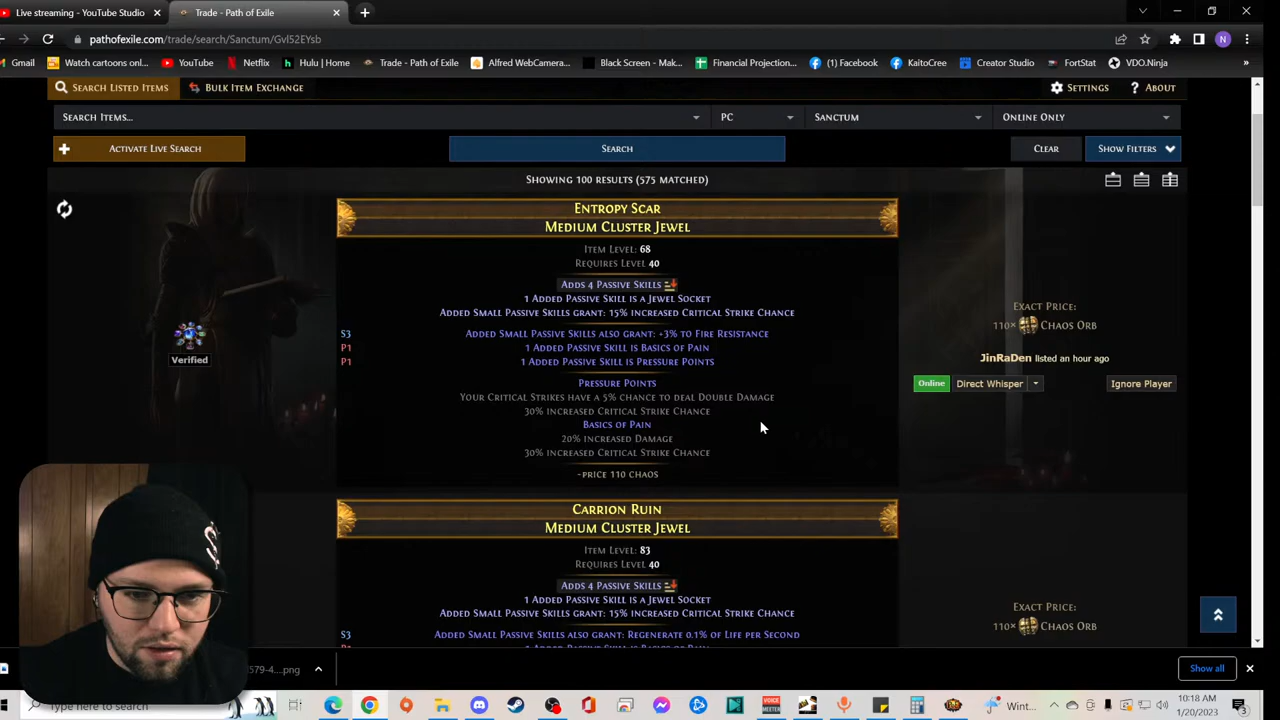 Live streaming - YouTube Studio
Trade - Path of Exile
pathofexile.com/trade/search/Sanctum/
Gmail
Watch cartoons onl...
YouTube
Netflix
Hulu | Home
Trade - Path of Exile
Alfred WebCamera...
Black Screen - Mak...
Financial Projection...
(1) Facebook
KaitoCree
Creator Studio
FortStat
VDO.Ninja
Search Listed Items
Bulk Item Exchange
Settings
About
Search Items...
PC
Sanctum
Online Only
Activate Live Search
Search
Clear
Show Filters
Showing 100 results (575 matched)
Entropy Scar
Medium Cluster Jewel
Item Level: 68
Requires Level 40
Adds 4 Passive Skills
1 Added Passive Skill is a Jewel Socket
Added Small Passive Skills grant: 15% increased Critical Strike Chance
S3 Added Small Passive Skills also grant: +3% to Fire Resistance
P1 1 Added Passive Skill is Basics of Pain
P1 1 Added Passive Skill is Pressure Points
Pressure Points
Your Critical Strikes have a 5% chance to deal Double Damage
30% increased Critical Strike Chance
Basics of Pain
20% increased Damage
30% increased Critical Strike Chance
~price 110 chaos
Verified
Exact Price:
110× Chaos Orb
JinRaDen listed an hour ago
Online
Direct Whisper
Ignore Player
Carrion Ruin
Medium Cluster Jewel
Item Level: 83
Requires Level 40
Adds 4 Passive Skills
1 Added Passive Skill is a Jewel Socket
Added Small Passive Skills grant: 15% increased Critical Strike Chance
S3 Added Small Passive Skills also grant: Regenerate 0.1% of Life per Second
Exact Price:
110× Chaos Orb
579-4....png
Show all
Type here to search
Wint...
10:18 AM
1/20/2023